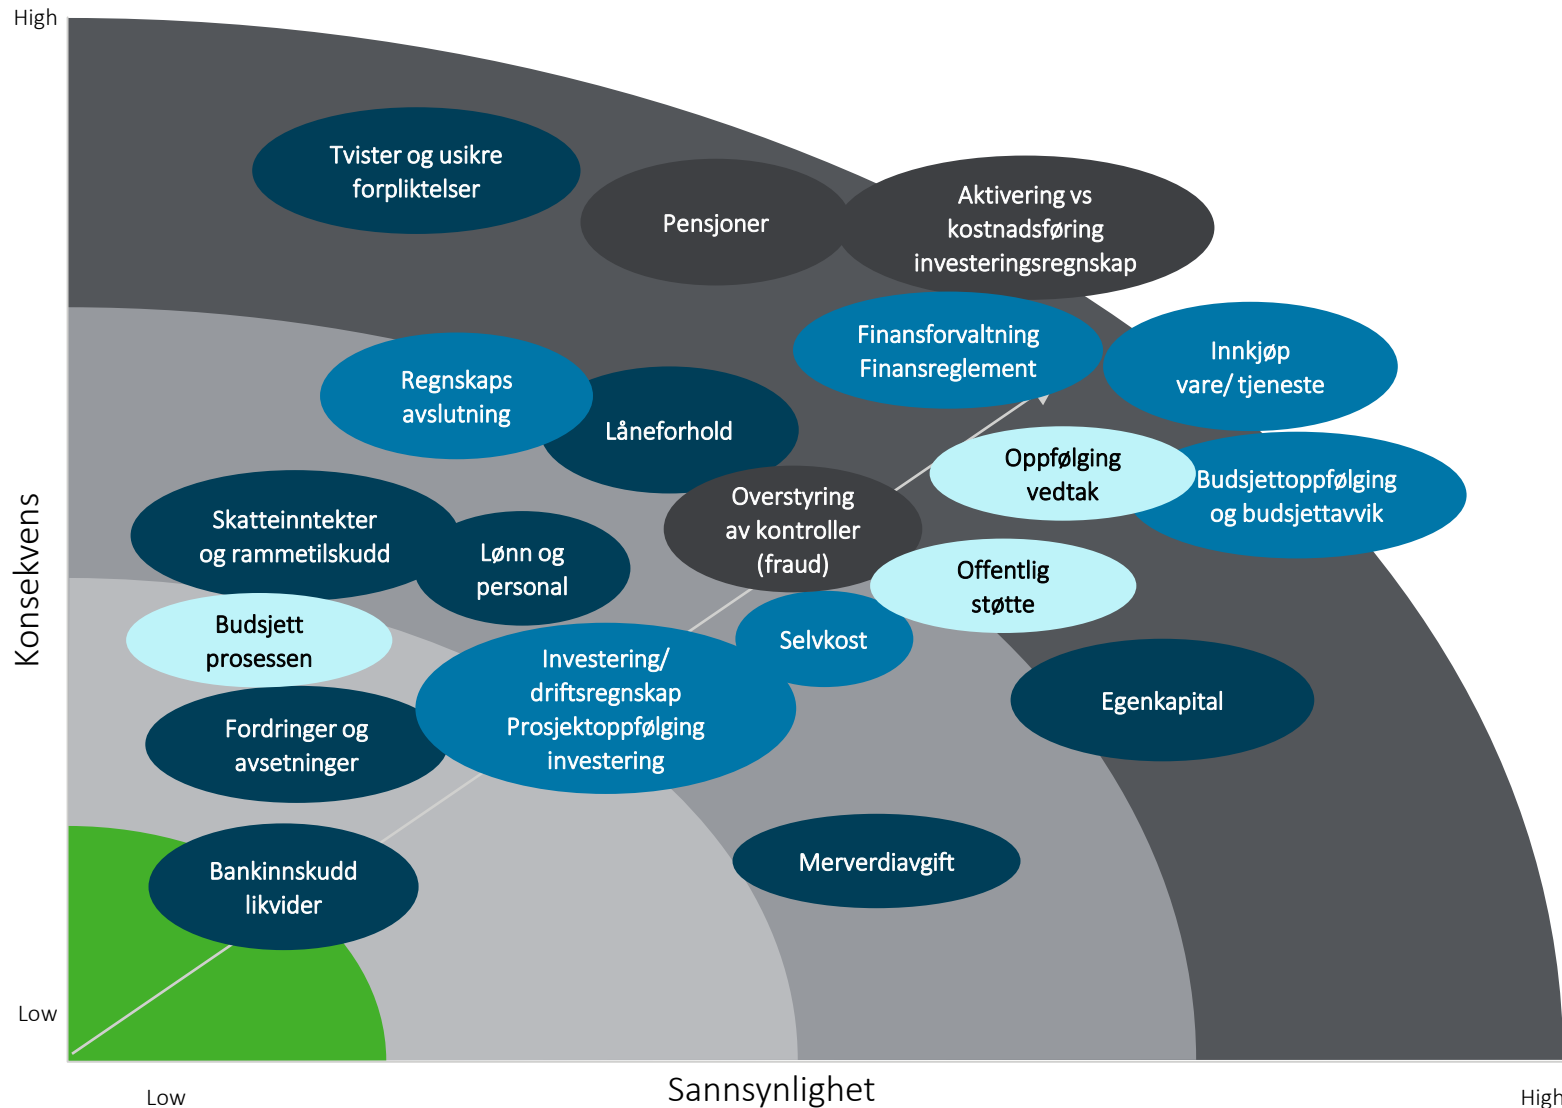 High
Tvister og usikre
forpliktelser
Pensjoner
Aktivering vs
kostnadsføring
investeringsregnskap
Finansforvaltning
Finansreglement
Innkjøp
vare/ tjeneste
Regnskaps
avslutning
Låneforhold
Oppfølging
vedtak
Budsjettoppfølging
og budsjettavvik
Skatteinntekter
og rammetilskudd
Lønn og
personal
Overstyring
av kontroller
(fraud)
Offentlig
støtte
Budsjett
prosessen
Selvkost
Investering/
driftsregnskap
Prosjektoppfølging
investering
Egenkapital
Fordringer og
avsetninger
Bankinnskudd
likvider
Merverdiavgift
Konsekvens
Low
Low
Sannsynlighet
High